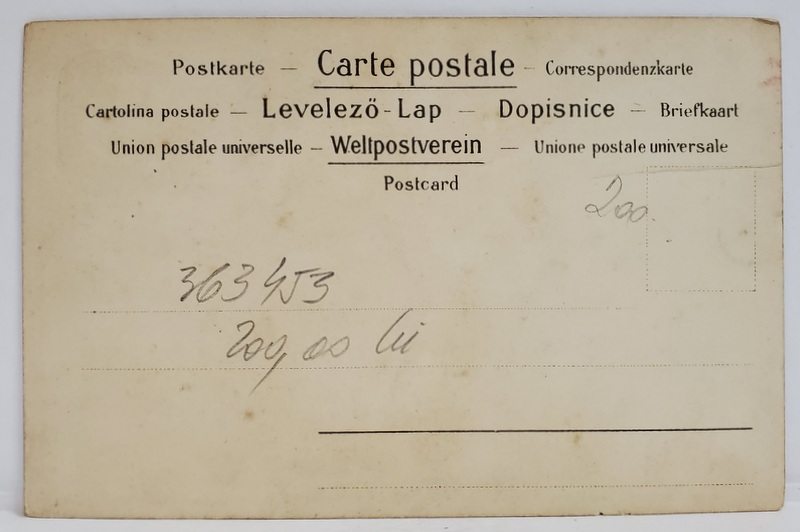 Postkarte — Carte postale — Correspondenzkarte
Cartolina postale — Levelező-Lap — Dopisnice — Briefkaart
Union postale universelle — Weltpostverein — Unione postale universale
Postcard
200.
363453
200,00 lei